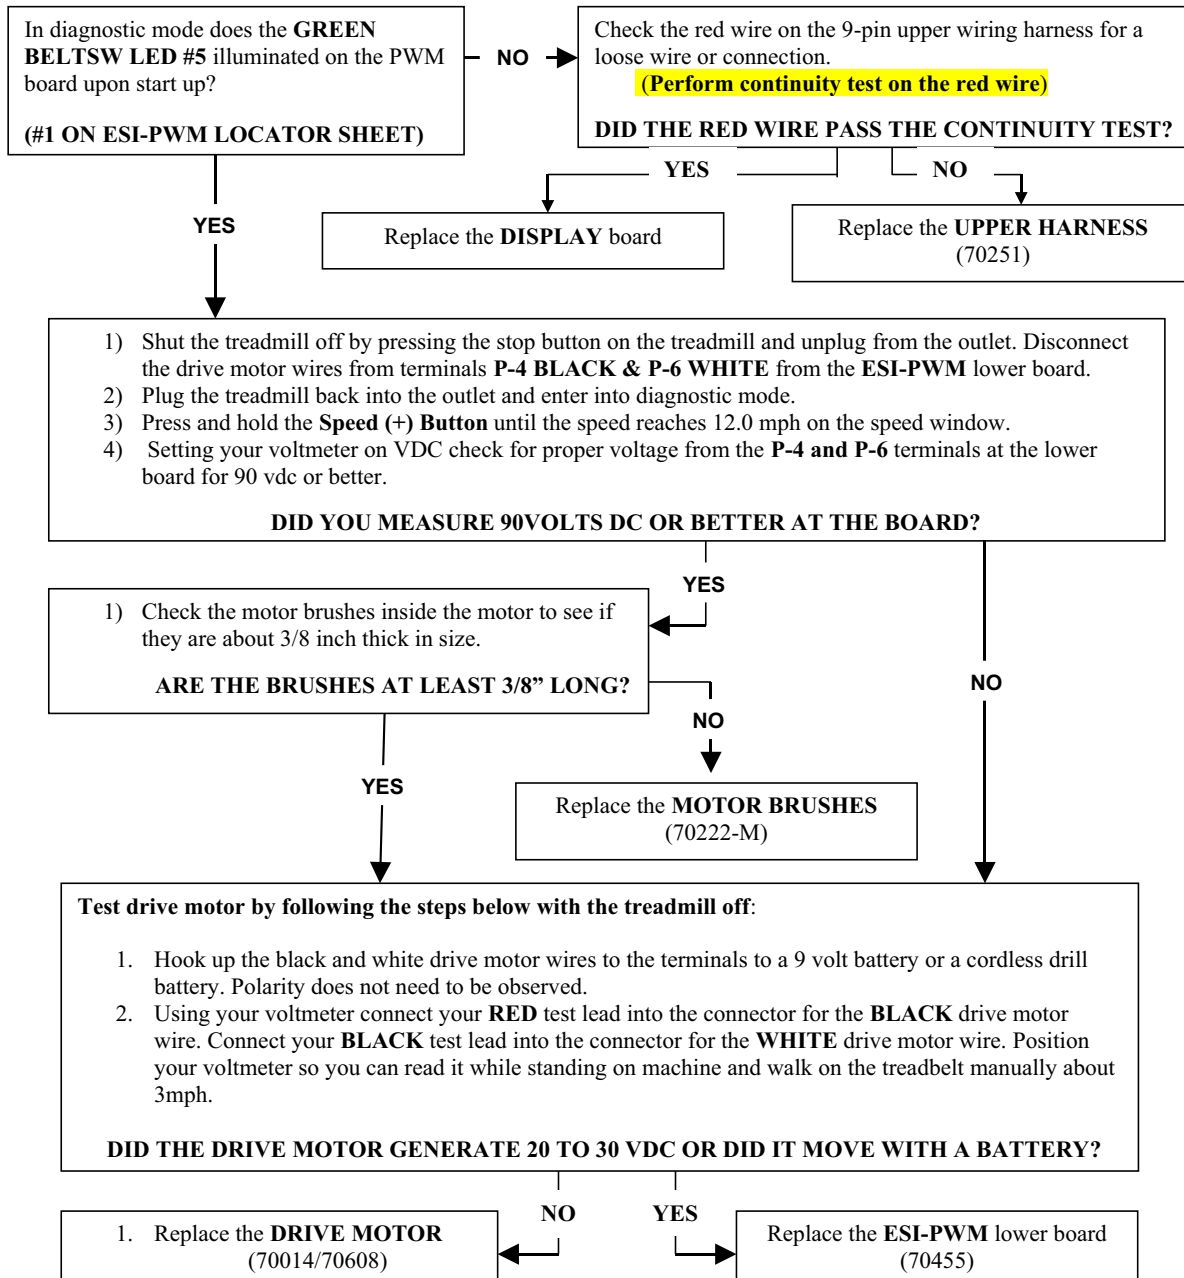 In diagnostic mode does the GREEN
BELTSW LED #5 illuminated on the PWM
board upon start up?
(#1 ON ESI-PWM LOCATOR SHEET)
NO
Check the red wire on the 9-pin upper wiring harness for a
loose wire or connection.
(Perform continuity test on the red wire)
DID THE RED WIRE PASS THE CONTINUITY TEST?
YES
NO
YES
Replace the DISPLAY board
Replace the UPPER HARNESS
(70251)
1) Shut the treadmill off by pressing the stop button on the treadmill and unplug from the outlet. Disconnect
the drive motor wires from terminals P-4 BLACK & P-6 WHITE from the ESI-PWM lower board.
2) Plug the treadmill back into the outlet and enter into diagnostic mode.
3) Press and hold the Speed (+) Button until the speed reaches 12.0 mph on the speed window.
4) Setting your voltmeter on VDC check for proper voltage from the P-4 and P-6 terminals at the lower
board for 90 vdc or better.
DID YOU MEASURE 90VOLTS DC OR BETTER AT THE BOARD?
YES
1) Check the motor brushes inside the motor to see if
they are about 3/8 inch thick in size.
ARE THE BRUSHES AT LEAST 3/8” LONG?
NO
NO
YES
Replace the MOTOR BRUSHES
(70222-M)
Test drive motor by following the steps below with the treadmill off:
1. Hook up the black and white drive motor wires to the terminals to a 9 volt battery or a cordless drill
battery. Polarity does not need to be observed.
2. Using your voltmeter connect your RED test lead into the connector for the BLACK drive motor
wire. Connect your BLACK test lead into the connector for the WHITE drive motor wire. Position
your voltmeter so you can read it while standing on machine and walk on the treadbelt manually about
3mph.
DID THE DRIVE MOTOR GENERATE 20 TO 30 VDC OR DID IT MOVE WITH A BATTERY?
NO
YES
1. Replace the DRIVE MOTOR
(70014/70608)
Replace the ESI-PWM lower board
(70455)